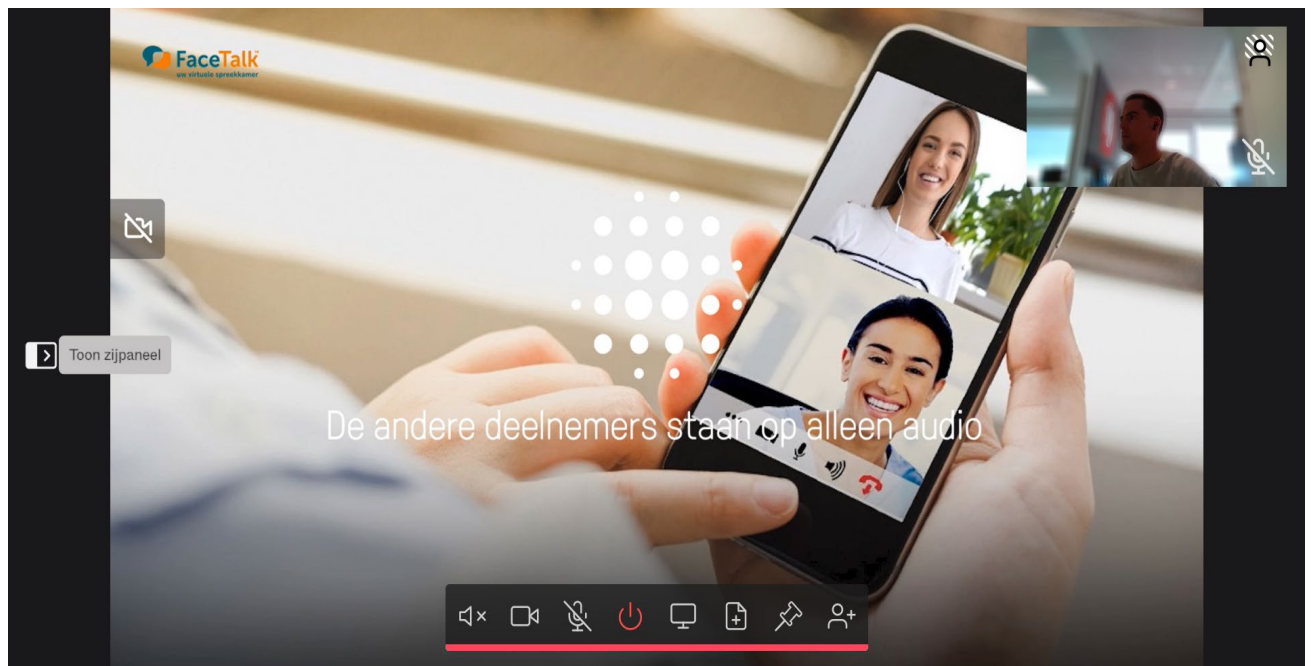 FaceTalk
uw virtuele spreekkamer
Toon zijpaneel
De andere deelnemers staan op alleen audio